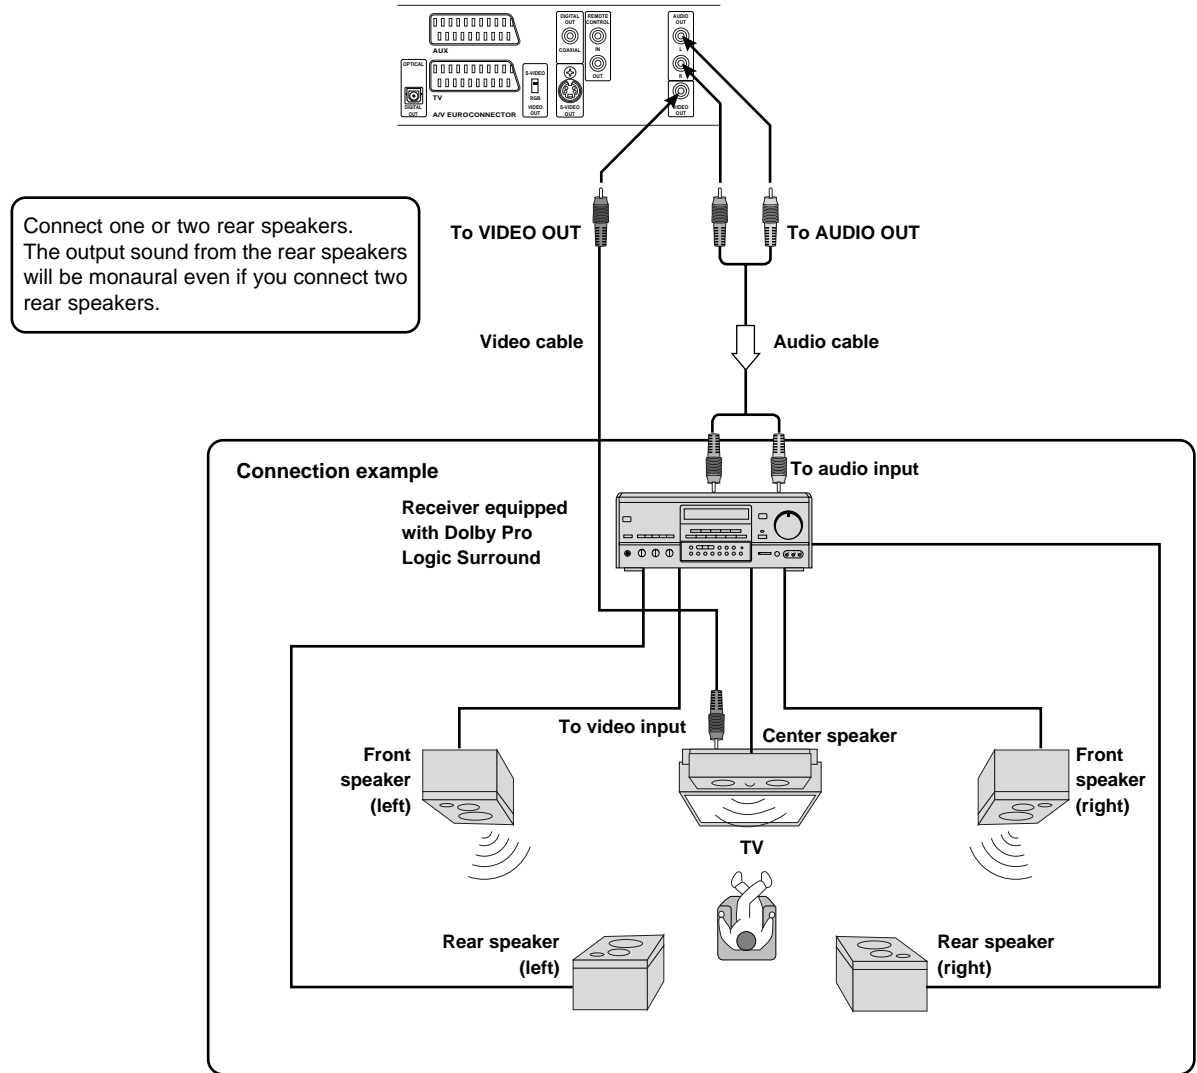 DIGITAL OUT
REMOTE CONTROL
AUDIO OUT
COAXIAL
IN
L
AUX
OPTICAL
S-VIDEO
OUT
R
TV
RGB
DIGITAL OUT
A/V EUROCONNECTOR
VIDEO OUT
S-VIDEO OUT
VIDEO OUT
Connect one or two rear speakers.
The output sound from the rear speakers
will be monaural even if you connect two
rear speakers.
To VIDEO OUT
To AUDIO OUT
Video cable
Audio cable
Connection example
To audio input
Receiver equipped
with Dolby Pro
Logic Surround
To video input
Center speaker
Front
speaker
(left)
Front
speaker
(right)
TV
Rear speaker
(left)
Rear speaker
(right)